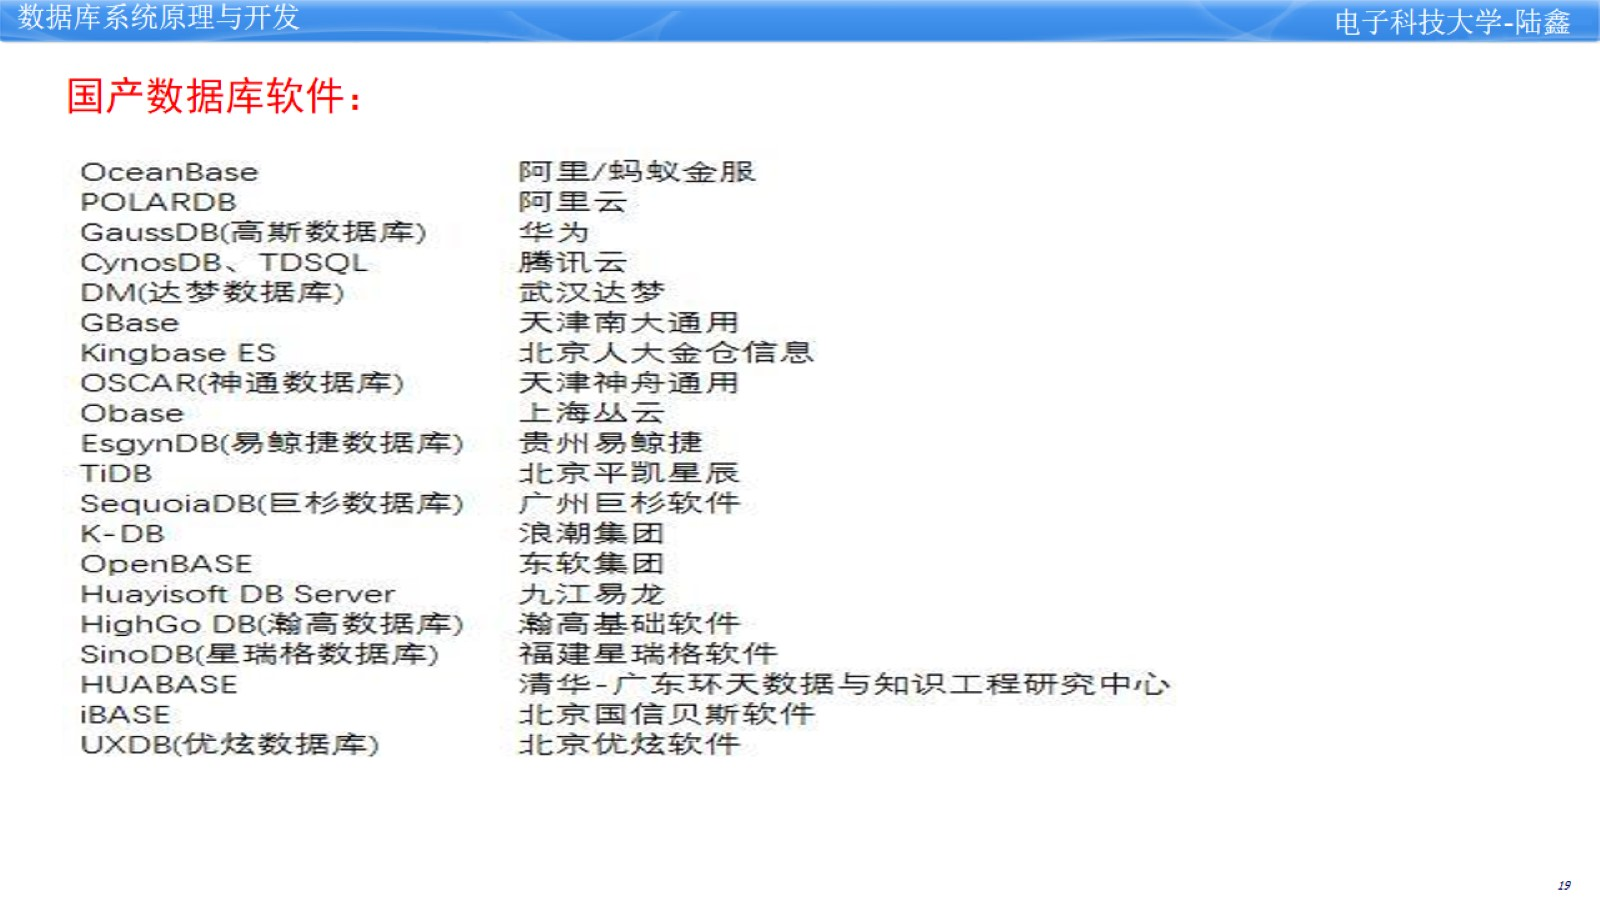 数据库系统原理与开发
电子科技大学-陆鑫
国产数据库软件：
OceanBase 阿里/蚂蚁金服
POLARDB 阿里云
GaussDB(高斯数据库) 华为
CynosDB、TDSQL 腾讯云
DM(达梦数据库) 武汉达梦
GBase 天津南大通用
Kingbase ES 北京人大金仓信息
OSCAR(神通数据库) 天津神舟通用
Obase 上海丛云
EsgynDB(易鲸捷数据库) 贵州易鲸捷
TiDB 北京平凯星辰
SequoiaDB(巨杉数据库) 广州巨杉软件
K-DB 浪潮集团
OpenBASE 东软集团
Huayisoft DB Server 九江易龙
HighGo DB(瀚高数据库) 瀚高基础软件
SinoDB(星瑞格数据库) 福建星瑞格软件
HUABASE 清华-广东环天数据与知识工程研究中心
iBASE 北京国信贝斯软件
UXDB(优炫数据库) 北京优炫软件
19